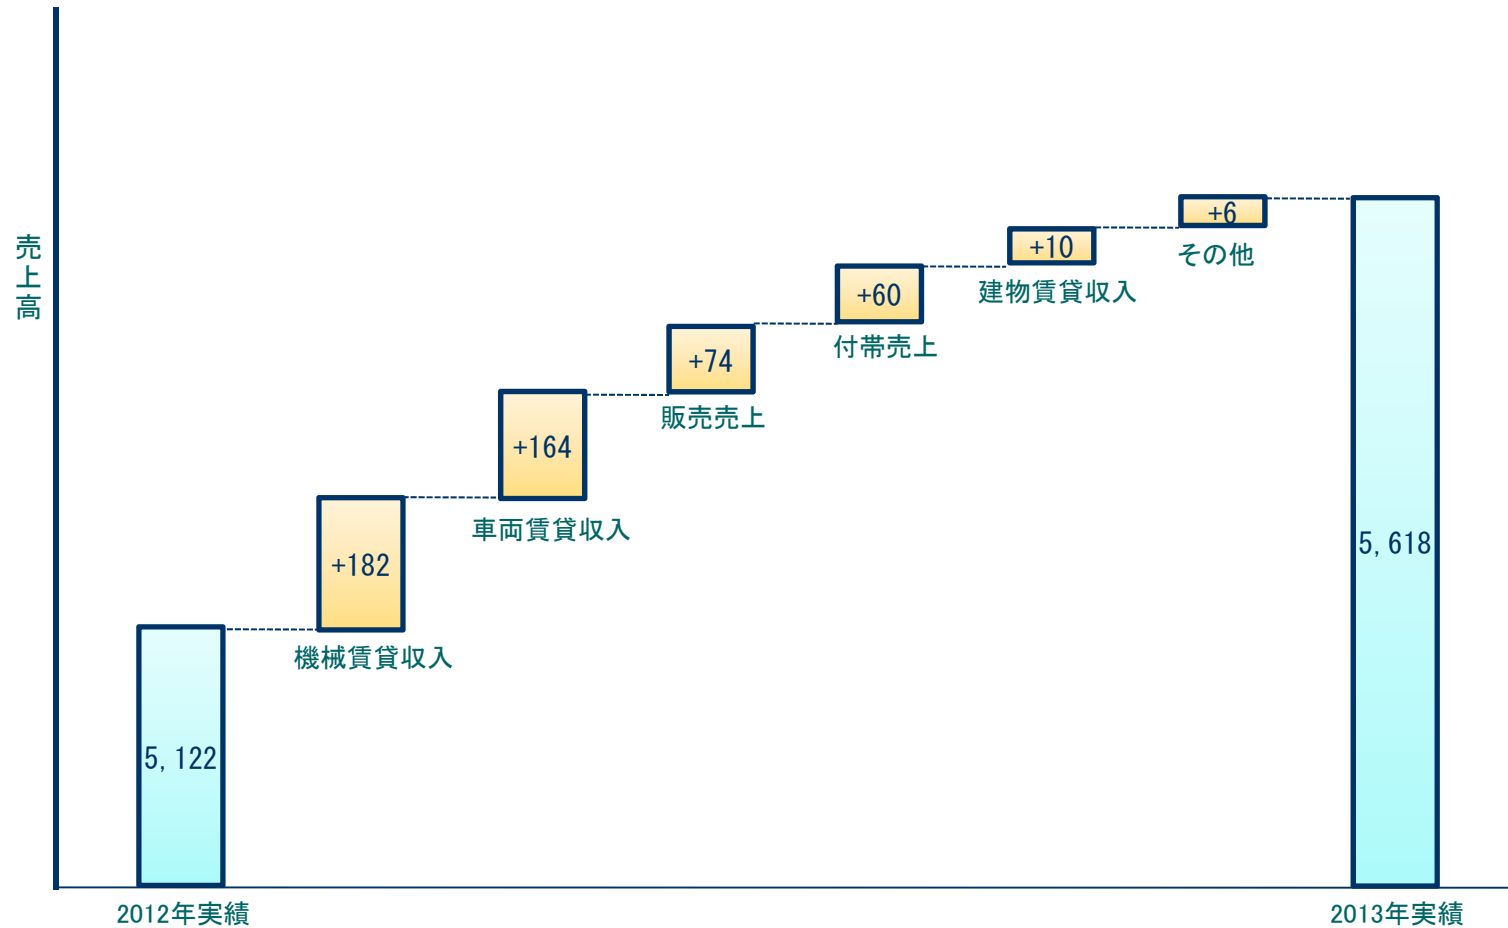 売上高
5,122
2012年実績
+182
機械賃貸収入
+164
車両賃貸収入
+74
販売売上
+60
付帯売上
+10
建物賃貸収入
+6
その他
5,618
2013年実績